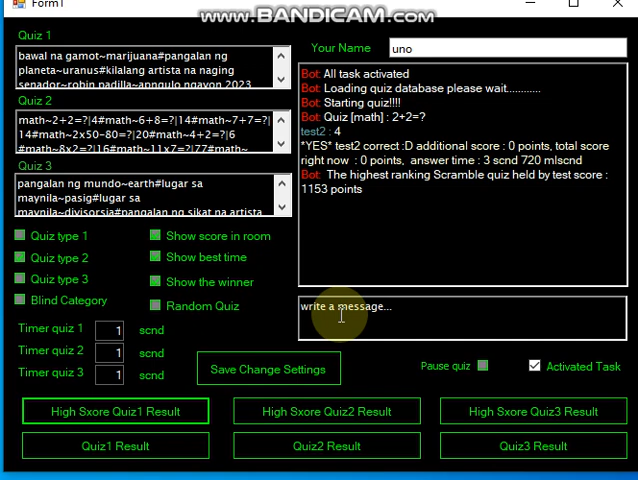 Form1
www.BANDICAM.com
Quiz 1
bawal na gamot~marijuana#pangalan ng
planeta~uranus#kilalang artista na naging
senador~robin padilla~apngulo ngayon 2023
Quiz 2
math~2+2=?|4#math~6+8=?|14#math~7+7=?|
14#math~2x50-80=?|20#math~4+2=?|6
#math~8x2=?|16#math~11x7=?|77#math~
Quiz 3
pangalan ng mundo~earth#lugar sa
maynila~pasig#lugar sa
maynila~divisorsia#pangalan ng sikat na artista
Your Name uno
Bot: All task activated
Bot: Loading quiz database please wait............
Bot: Starting quiz!!!!
Bot: Quiz [math] : 2+2=?
test2 : 4
*YES* test2 correct :D additional score : 0 points, total score
right now : 0 points, answer time : 3 scnd 720 mlscnd
Bot: The highest ranking Scramble quiz held by test score :
1153 points
Quiz type 1
Quiz type 2
Quiz type 3
Blind Category
Show score in room
Show best time
Show the winner
Random Quiz
write a message...
Timer quiz 1 1 scnd
Timer quiz 2 1 scnd
Timer quiz 3 1 scnd
Save Change Settings
Pause quiz
Activated Task
High Sxore Quiz1 Result
High Sxore Quiz2 Result
High Sxore Quiz3 Result
Quiz1 Result
Quiz2 Result
Quiz3 Result